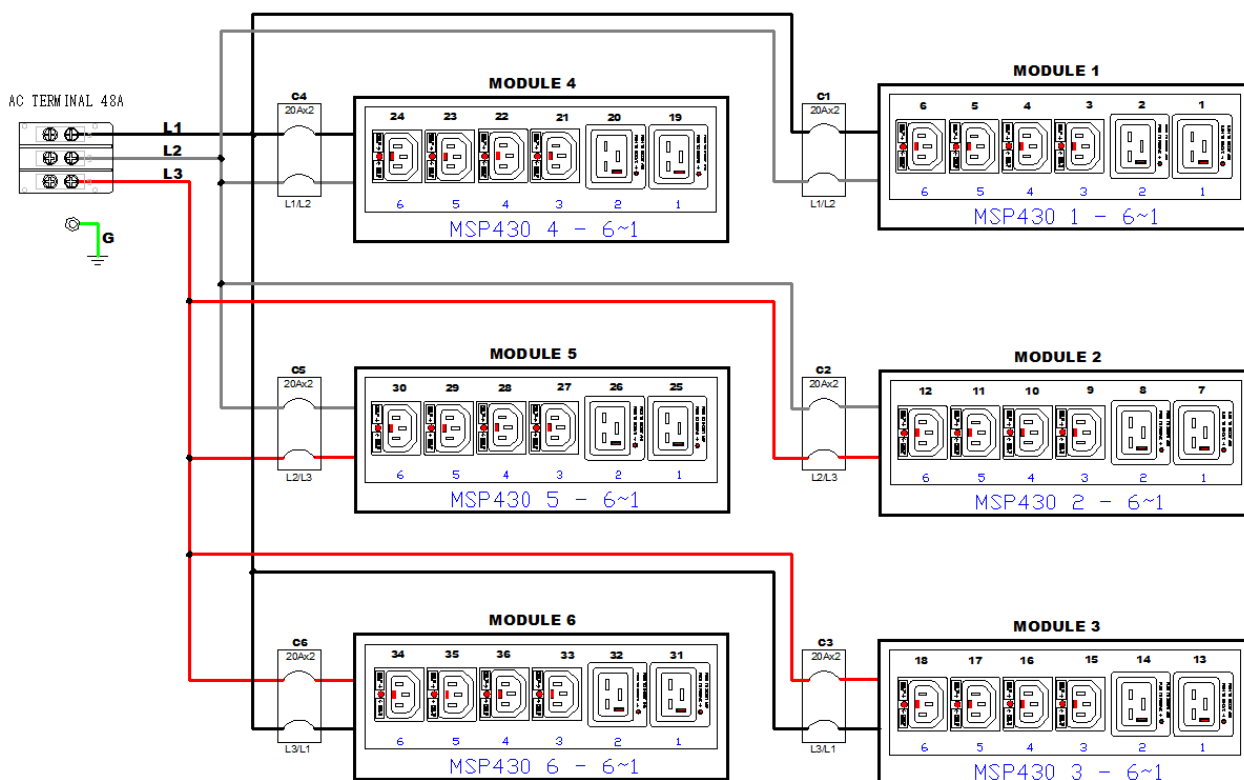 AC TERMINAL 48A
L1
L2
L3
G
C4
20Ax2
L1/L2
MODULE 4
24 23 22 21 20 19
6 5 4 3 2 1
MSP430 4 - 6~1
C1
20Ax2
L1/L2
MODULE 1
6 5 4 3 2 1
6 5 4 3 2 1
MSP430 1 - 6~1
C5
20Ax2
L2/L3
MODULE 5
30 29 28 27 26 25
6 5 4 3 2 1
MSP430 5 - 6~1
C2
20Ax2
L2/L3
MODULE 2
12 11 10 9 8 7
6 5 4 3 2 1
MSP430 2 - 6~1
C6
20Ax2
L3/L1
MODULE 6
34 35 36 33 32 31
6 5 4 3 2 1
MSP430 6 - 6~1
C3
20Ax2
L3/L1
MODULE 3
18 17 16 15 14 13
6 5 4 3 2 1
MSP430 3 - 6~1